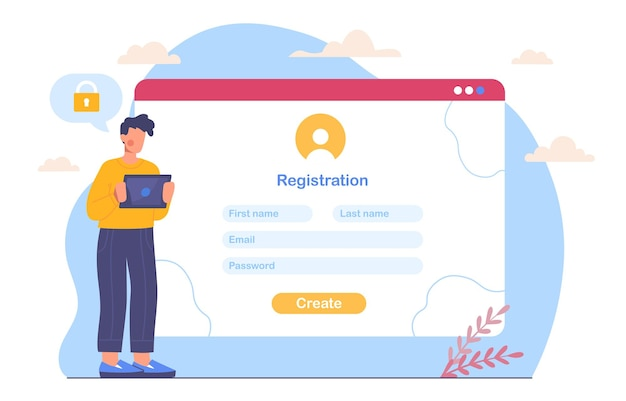 Registration
First name Last name
Email
Password
Create